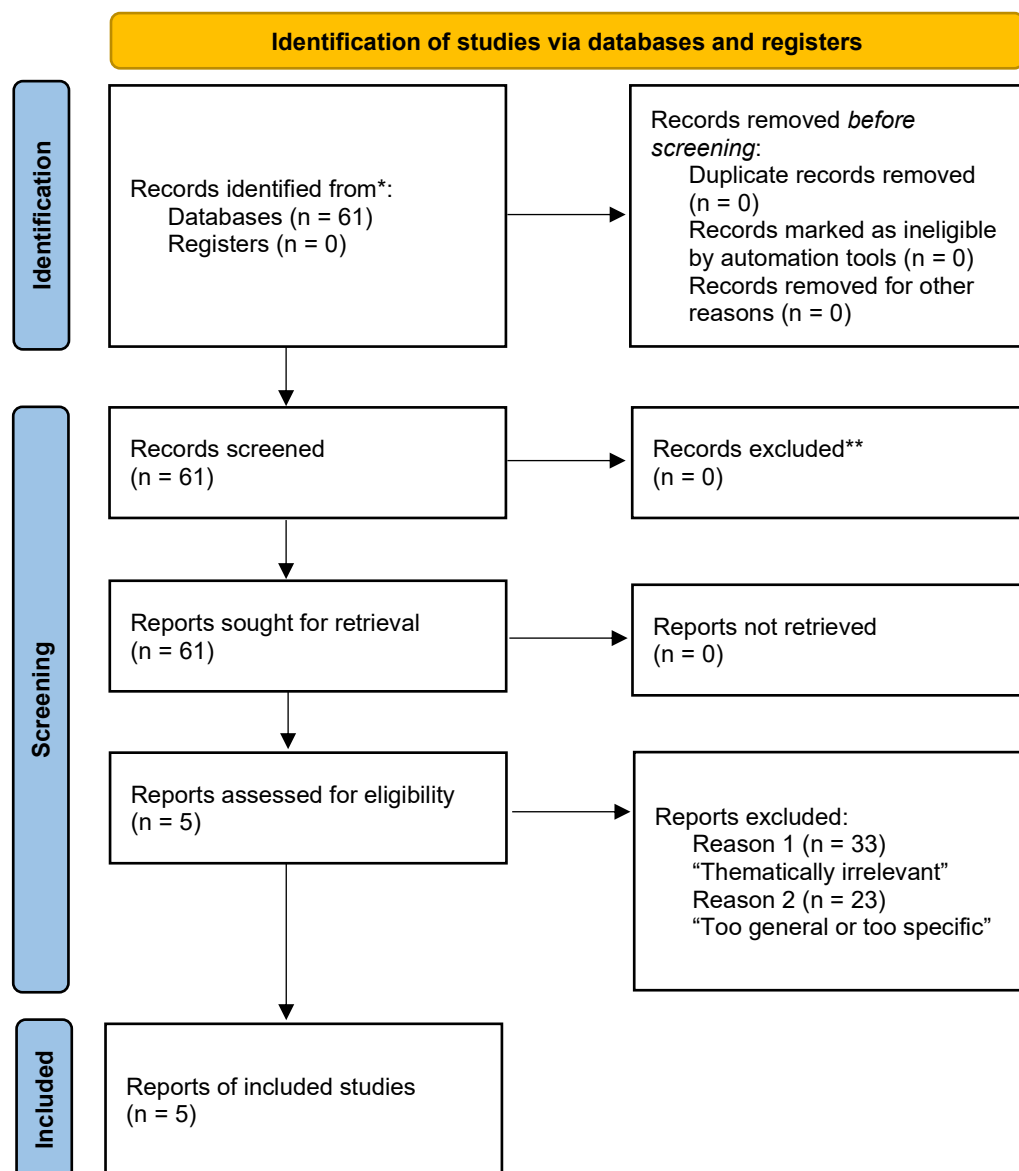 Identification of studies via databases and registers
Identification
Records identified from*:
Databases (n = 61)
Registers (n = 0)
Records removed before
screening:
Duplicate records removed
(n = 0)
Records marked as ineligible
by automation tools (n = 0)
Records removed for other
reasons (n = 0)
Screening
Records screened
(n = 61)
Records excluded**
(n = 0)
Reports sought for retrieval
(n = 61)
Reports not retrieved
(n = 0)
Reports assessed for eligibility
(n = 5)
Reports excluded:
Reason 1 (n = 33)
“Thematically irrelevant”
Reason 2 (n = 23)
“Too general or too specific”
Included
Reports of included studies
(n = 5)